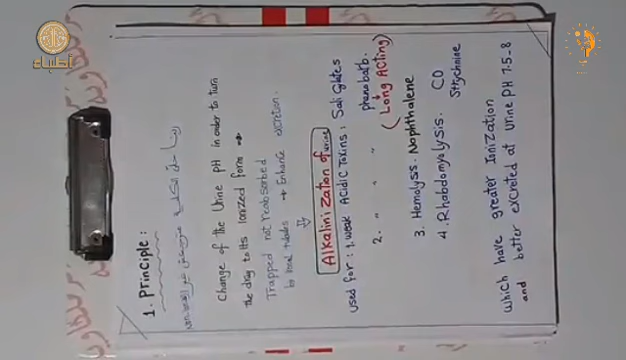 أطباء
1. Principle:
Change of the Urine PH in order to turn
the drug to its Ionized form →
Trapped not reabsorbed
by renal tubules → Enhance excretion.
Alkalinization of urine
used for: 1. weak Acidic Toxins: Salicylates
2. " " " phenobarb.
(Long Acting)
3. Hemolysis. Naphthalene
4. Rhabdomyolysis. CO
Strychnine
which have greater Ionization
and better excreted at Urine PH 7.5-8